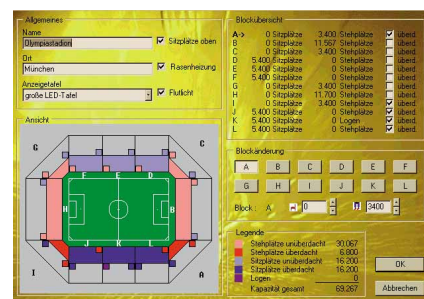 Allgemeines
Name
Olympiastadion
Sitzplätze oben
Ort
München
Rasenheizung
Anzeigetafel
große LED-Tafel
Flutlicht
Ansicht
G
C
F E D
H
B
J K L
I
A
Blockübersicht
A-> 0 Sitzplätze 3.400 Stehplätze überd.
B 0 Sitzplätze 11.567 Stehplätze überd.
C 0 Sitzplätze 3.400 Stehplätze überd.
D 5.400 Sitzplätze 0 Stehplätze überd.
E 5.400 Sitzplätze 0 Stehplätze überd.
F 5.400 Sitzplätze 0 Stehplätze überd.
G 0 Sitzplätze 3.400 Stehplätze überd.
H 0 Sitzplätze 11.700 Stehplätze überd.
I 0 Sitzplätze 3.400 Stehplätze überd.
J 5.400 Sitzplätze 0 Stehplätze überd.
K 5.400 Sitzplätze 0 Logen überd.
L 5.400 Sitzplätze 0 Stehplätze überd.
Blockänderung
A B C D E F
G H I J K L
Block : A 0 3400
Legende
Stehplätze unüberdacht 30.067
Stehplätze überdacht 6.800
Sitzplätze unüberdacht 16.200
Sitzplätze überdacht 16.200
Logen 0
Kapazität gesamt 69.267
OK
Abbrechen